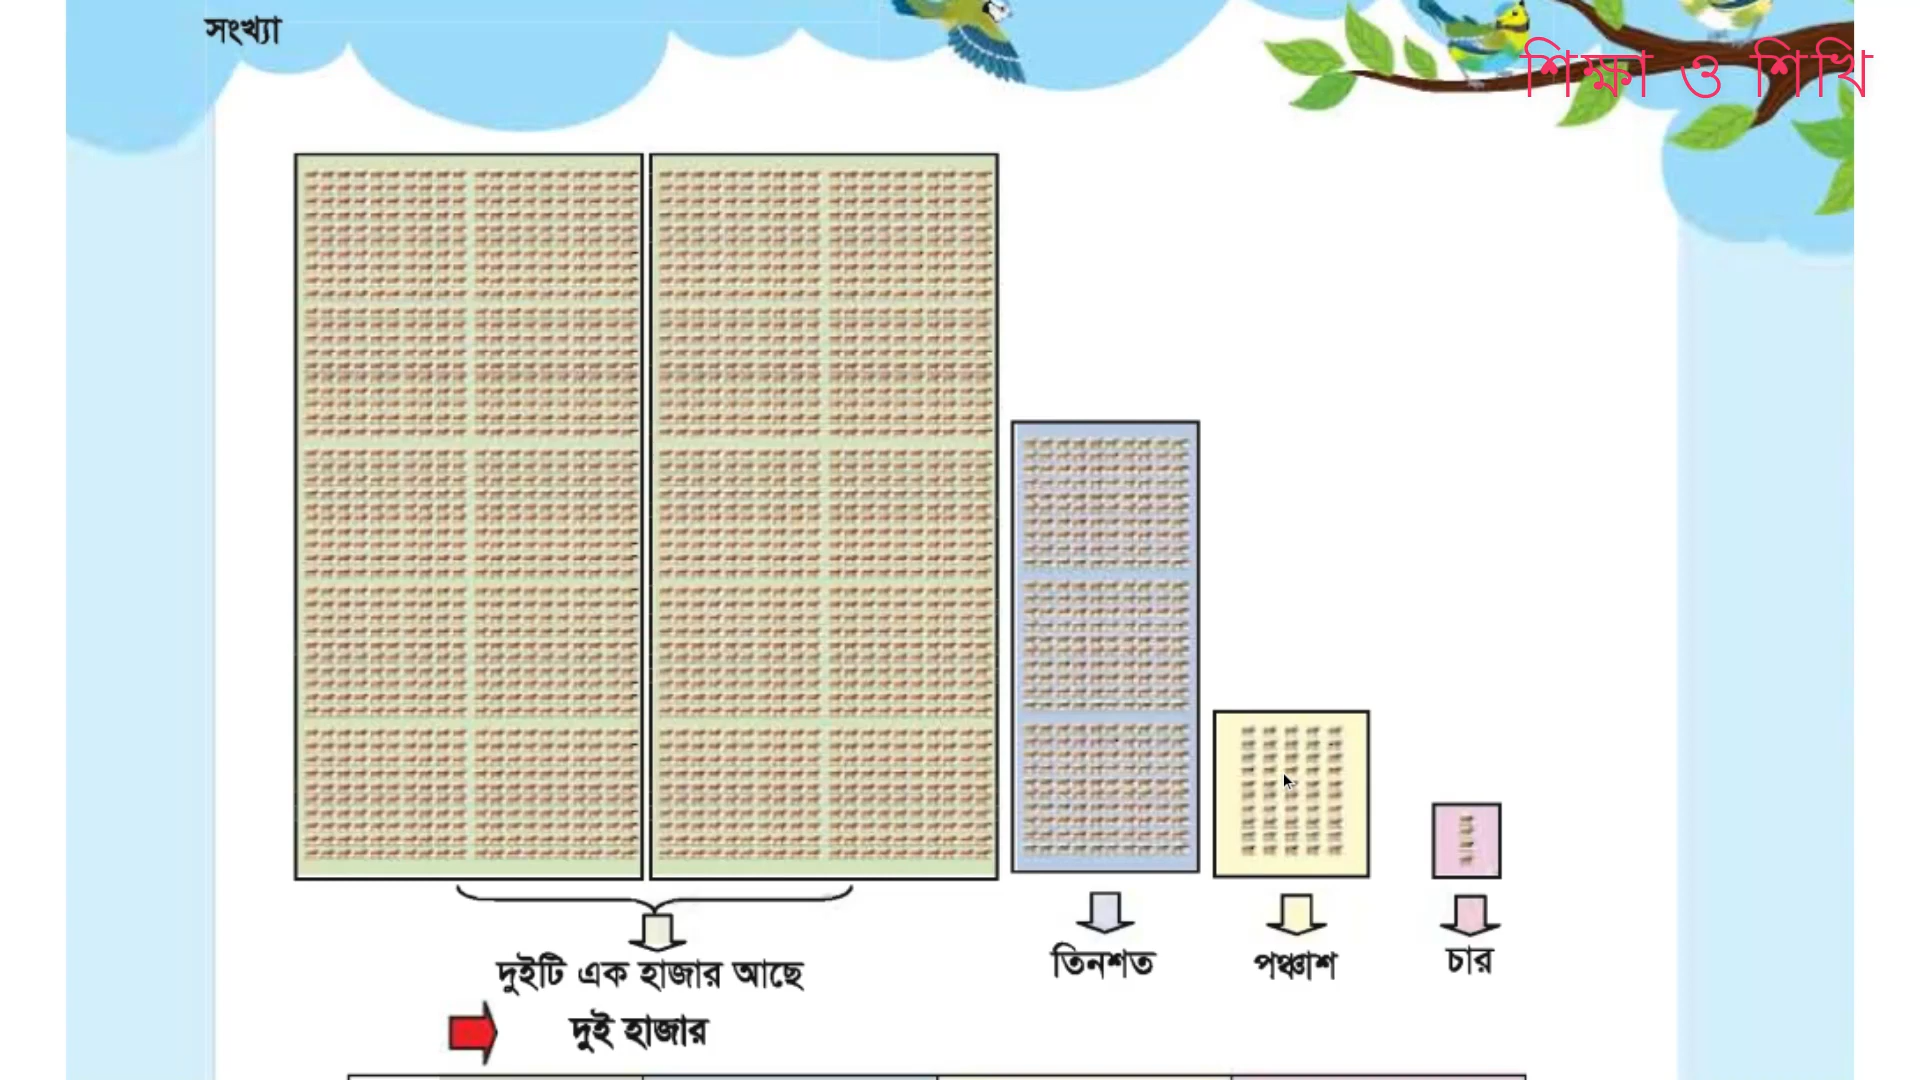 সংখ্যা
শিক্ষা ও শিখি
দুইটি এক হাজার আছে
তিনশত
পঞ্চাশ
চার
দুই হাজার